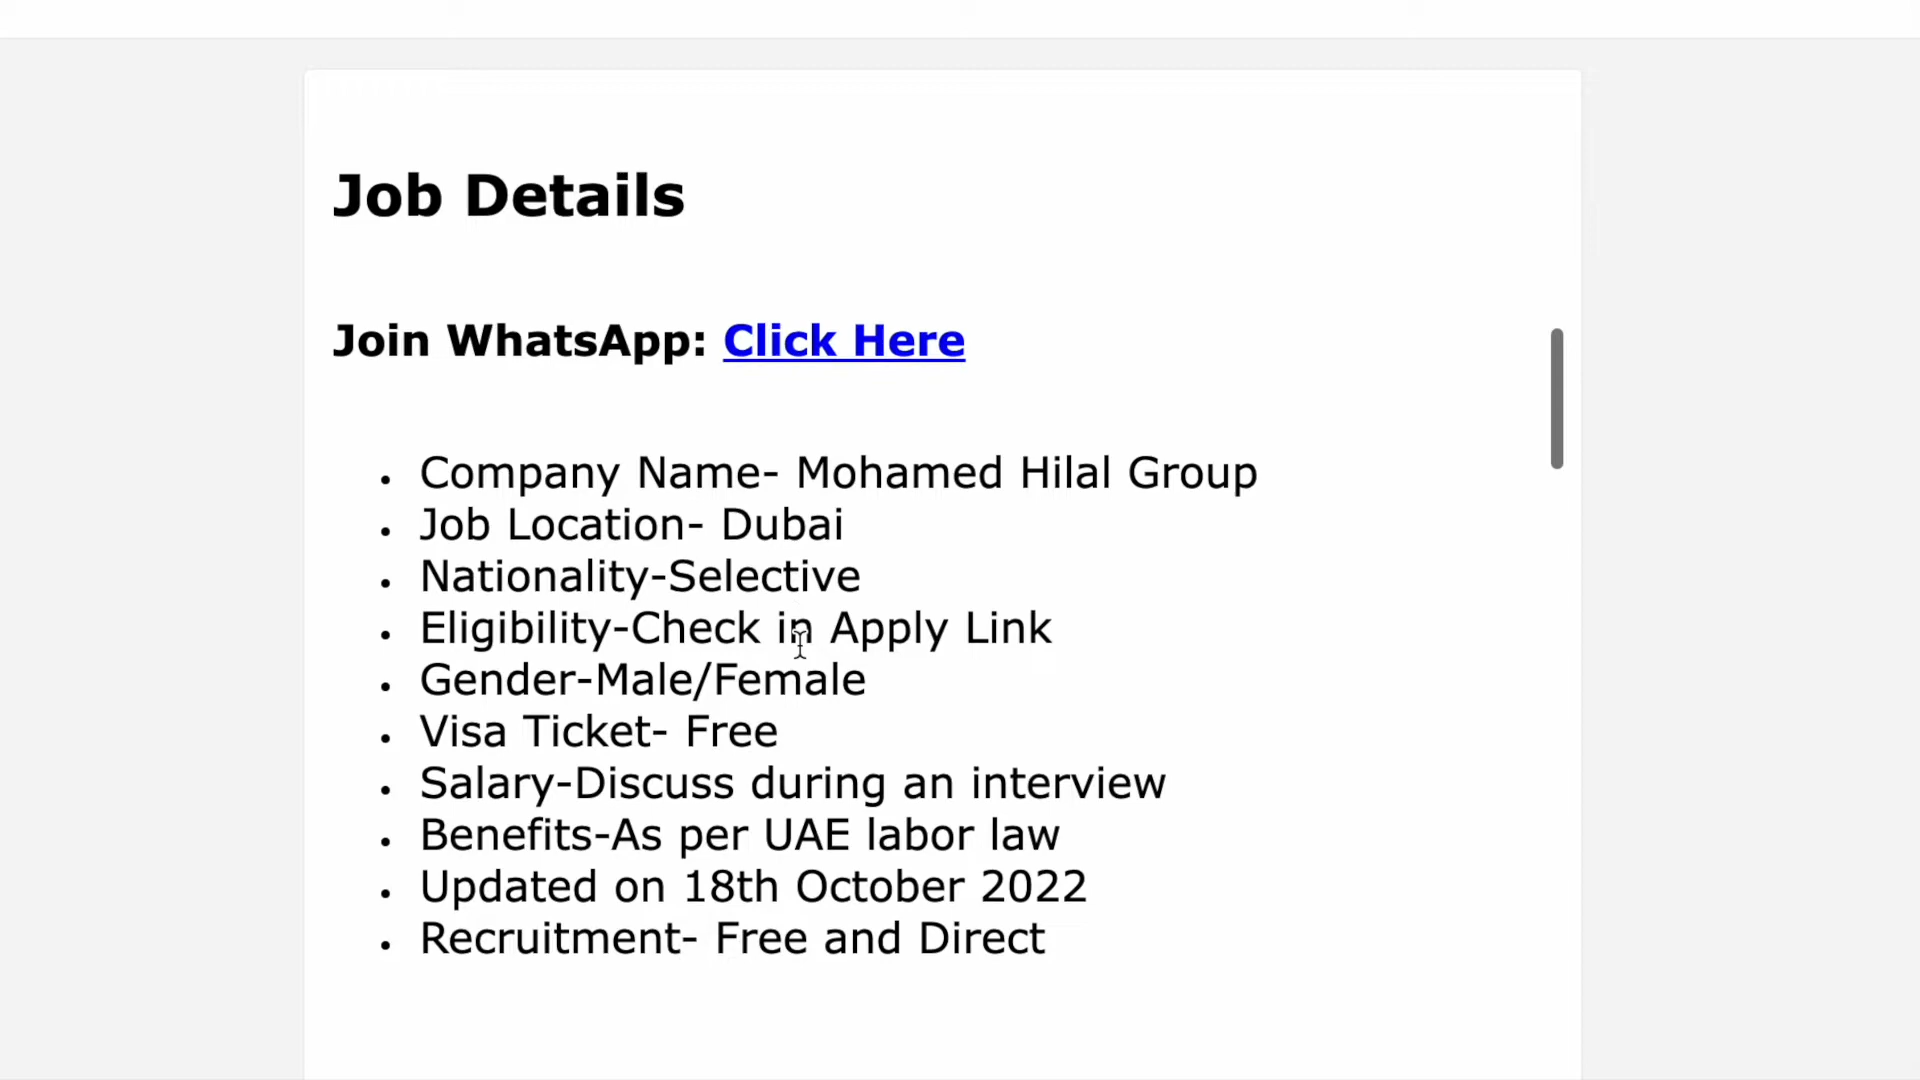 Job Details
Join WhatsApp: Click Here
• Company Name- Mohamed Hilal Group
• Job Location- Dubai
• Nationality-Selective
• Eligibility-Check in Apply Link
• Gender-Male/Female
• Visa Ticket- Free
• Salary-Discuss during an interview
• Benefits-As per UAE labor law
• Updated on 18th October 2022
• Recruitment- Free and Direct